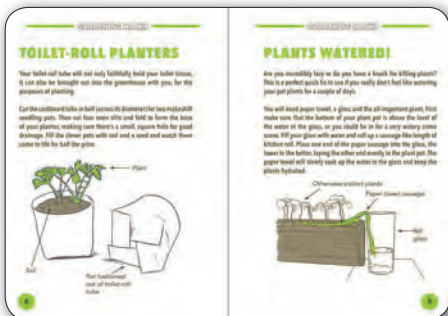 GARDENING HACKS
TOILET-ROLL PLANTERS
Your toilet-roll tube will not only faithfully hold your toilet tissue,
it can also be brought out into the greenhouse with you, for the
purposes of planting.
Cut the cardboard tube in half (across its diameter) for two makeshift
seedling pots. Then cut four even slits and fold to form the base
of your planter, making sure there's a small, square hole for good
drainage. Fill the clever pots with soil and a seed and watch them
come to life for half the price.
Plant
Soil
Pot fashioned
out of toilet-roll
tube
GARDENING HACKS
PLANTS WATERED!
Are you incredibly lazy or do you have a knack for killing plants?
This is a perfect quick fix to use if you really don't feel like watering
your pot plants for a couple of days.
You will need paper towel, a glass and the all-important plant. First
make sure that the bottom of your plant pot is above the level of
the water in the glass, or you could be in for a very watery crime
scene. Fill your glass with water and roll up a sausage-like length of
kitchen roll. Place one end of the paper sausage into the glass, the
lower in the better, laying the other end evenly in the plant pot. The
paper towel will slowly soak up the water in the glass and keep the
plants hydrated.
Otherwise extinct plants
Paper towel sausage
glass